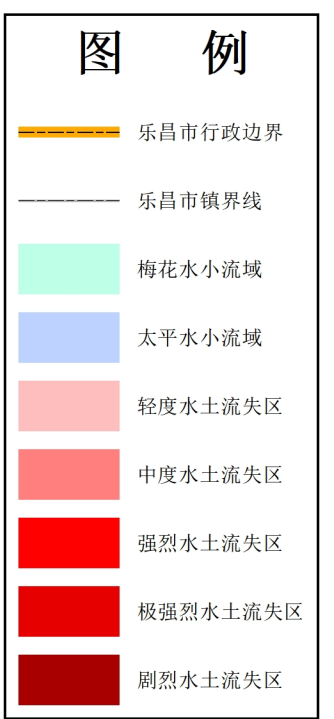 图 例
乐昌市行政边界
乐昌市镇界线
梅花水小流域
太平水小流域
轻度水土流失区
中度水土流失区
强烈水土流失区
极强烈水土流失区
剧烈水土流失区